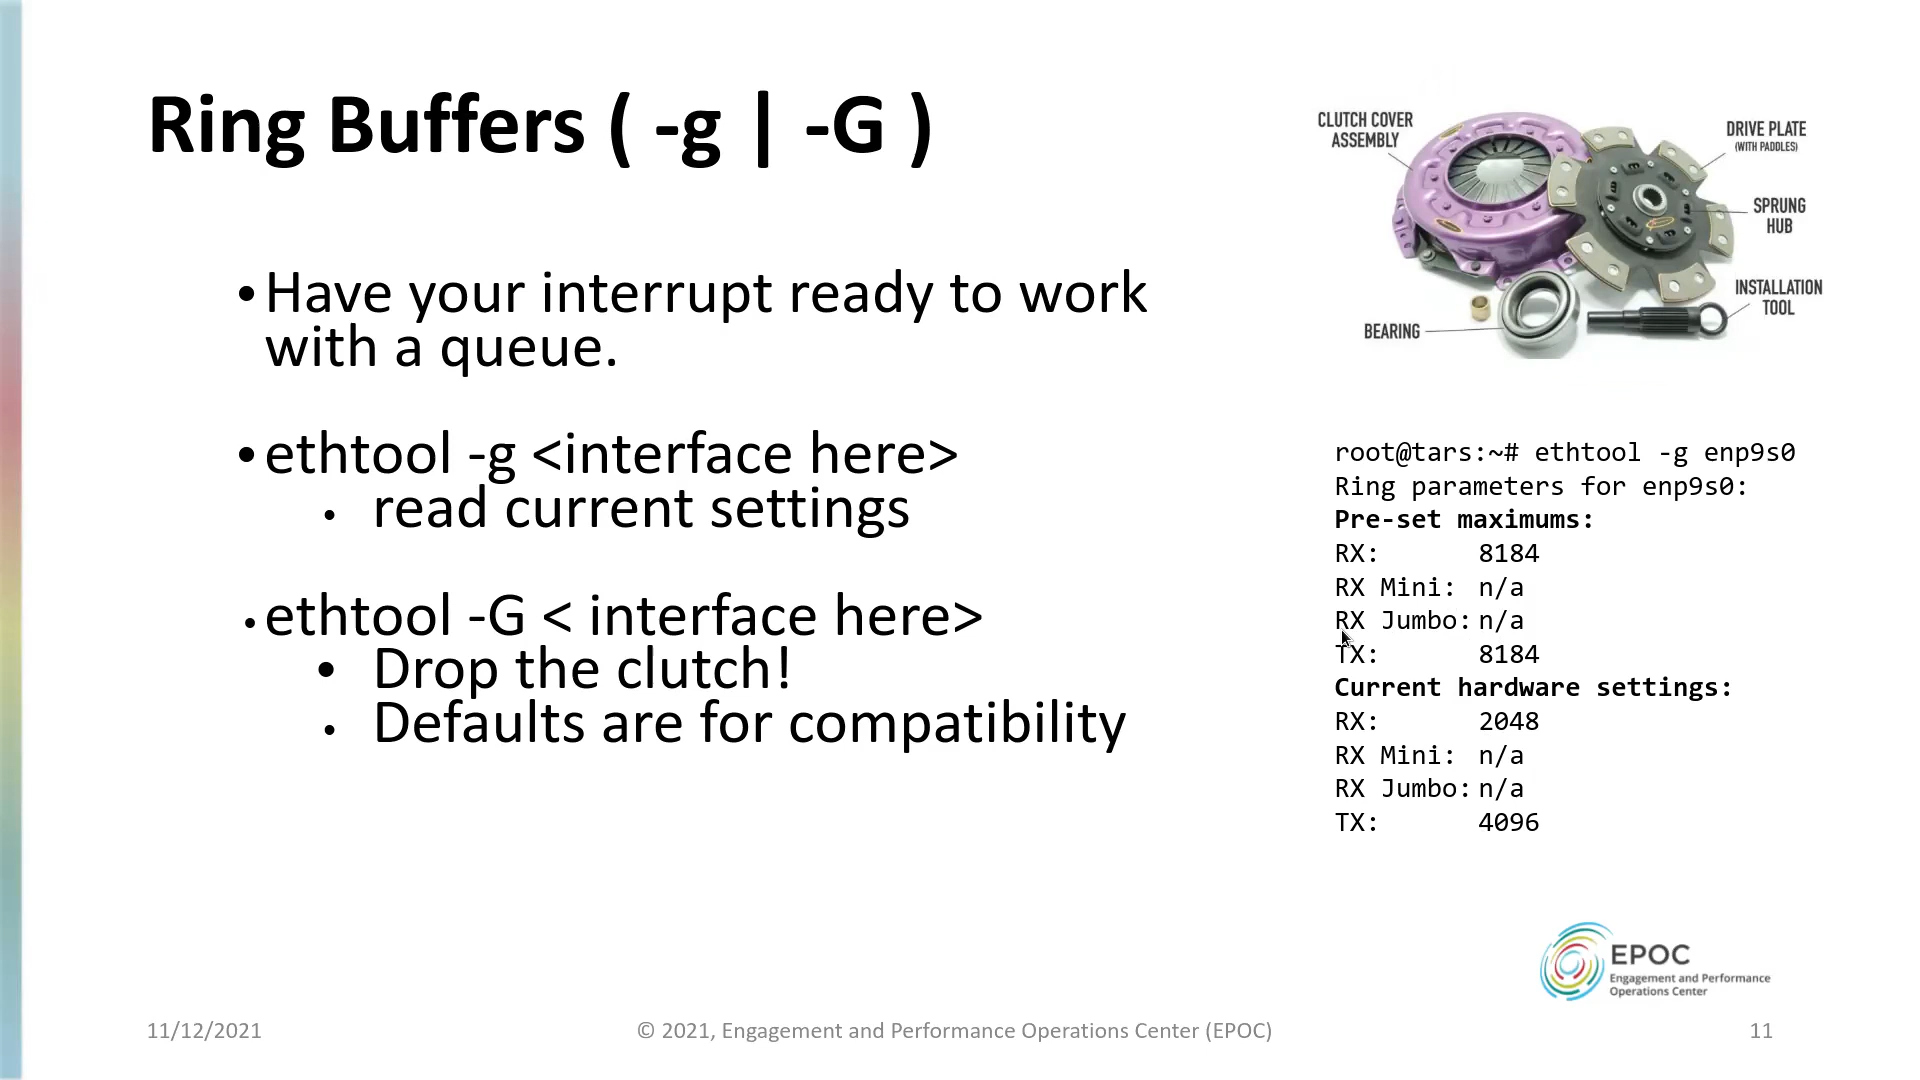 Ring Buffers ( -g | -G )
• Have your interrupt ready to work
with a queue.
• ethtool -g <interface here>
• read current settings
• ethtool -G < interface here>
• Drop the clutch!
• Defaults are for compatibility
CLUTCH COVER
ASSEMBLY
DRIVE PLATE
(WITH PADDLES)
SPRUNG
HUB
INSTALLATION
TOOL
BEARING
root@tars:~# ethtool -g enp9s0
Ring parameters for enp9s0:
Pre-set maximums:
RX: 8184
RX Mini: n/a
RX Jumbo: n/a
TX: 8184
Current hardware settings:
RX: 2048
RX Mini: n/a
RX Jumbo: n/a
TX: 4096
EPOC
Engagement and Performance
Operations Center
11/12/2021
© 2021, Engagement and Performance Operations Center (EPOC)
11